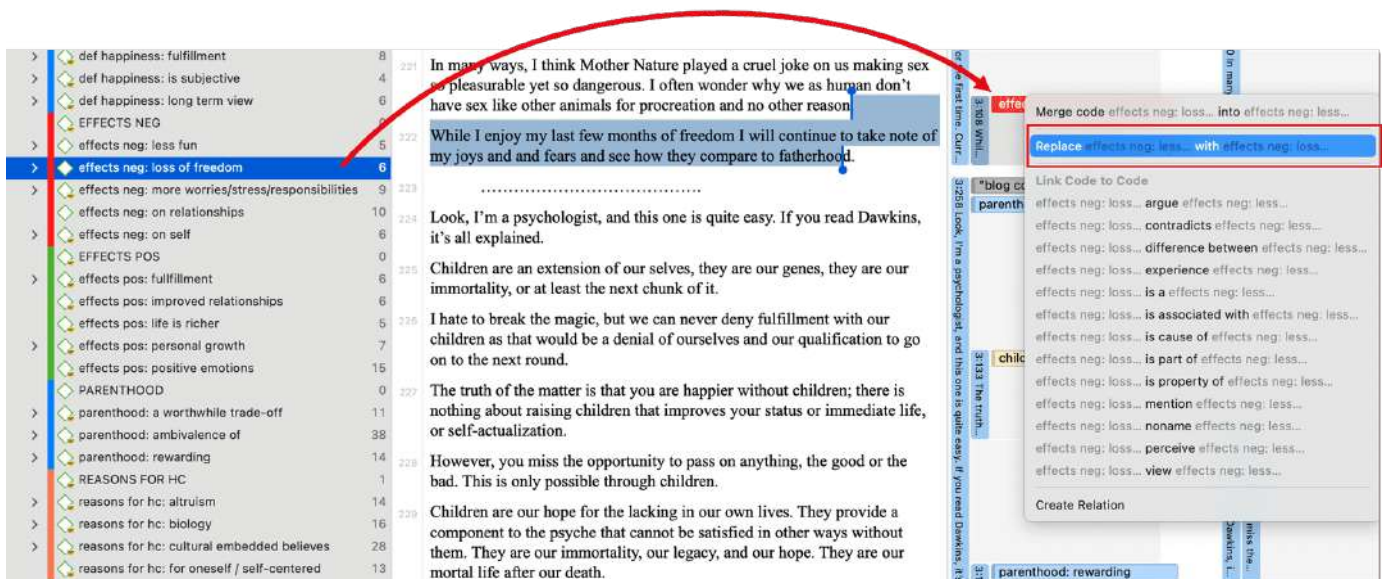 def happiness: fulfillment 8
def happiness: is subjective 4
def happiness: long term view 6
EFFECTS NEG 0
effects neg: less fun 5
effects neg: loss of freedom 6
effects neg: more worries/stress/responsibilities 9
effects neg: on relationships 10
effects neg: on self 6
EFFECTS POS 0
effects pos: fullfillment 6
effects pos: improved relationships 6
effects pos: life is richer 5
effects pos: personal growth 7
effects pos: positive emotions 15
PARENTHOOD 0
parenthood: a worthwhile trade-off 11
parenthood: ambivalence of 38
parenthood: rewarding 14
REASONS FOR HC 1
reasons for hc: altruism 14
reasons for hc: biology 16
reasons for hc: cultural embedded believes 28
reasons for hc: for oneself / self-centered 13
221 In many ways, I think Mother Nature played a cruel joke on us making sex
so pleasurable yet so dangerous. I often wonder why we as human don't
have sex like other animals for procreation and no other reason
222 While I enjoy my last few months of freedom I will continue to take note of
my joys and and fears and see how they compare to fatherhood.
223 ......................................
224 Look, I'm a psychologist, and this one is quite easy. If you read Dawkins,
it's all explained.
225 Children are an extension of our selves, they are our genes, they are our
immortality, or at least the next chunk of it.
226 I hate to break the magic, but we can never deny fulfillment with our
children as that would be a denial of ourselves and our qualification to go
on to the next round.
227 The truth of the matter is that you are happier without children; there is
nothing about raising children that improves your status or immediate life,
or self-actualization.
228 However, you miss the opportunity to pass on anything, the good or the
bad. This is only possible through children.
229 Children are our hope for the lacking in our own lives. They provide a
component to the psyche that cannot be satisfied in other ways without
them. They are our immortality, our legacy, and our hope. They are our
mortal life after our death.
or the first time. Curr...
3:108 Whil...
3:258 Look, I'm a psychologist, and this one is quite easy. If you read Dawkins, it's
3:133 The truth...
effec
"blog co
parenth
childr
parenthood: rewarding
0 In many
miss the...
Dawkins, i...
Merge code effects neg: loss... into effects neg: less...
Replace effects neg: less... with effects neg: loss...
Link Code to Code
effects neg: loss... argue effects neg: less...
effects neg: loss... contradicts effects neg: less...
effects neg: loss... difference between effects neg: less...
effects neg: loss... experience effects neg: less...
effects neg: loss... is a effects neg: less...
effects neg: loss... is associated with effects neg: less...
effects neg: loss... is cause of effects neg: less...
effects neg: loss... is part of effects neg: less...
effects neg: loss... is property of effects neg: less...
effects neg: loss... mention effects neg: less...
effects neg: loss... noname effects neg: less...
effects neg: loss... perceive effects neg: less...
effects neg: loss... view effects neg: less...
Create Relation